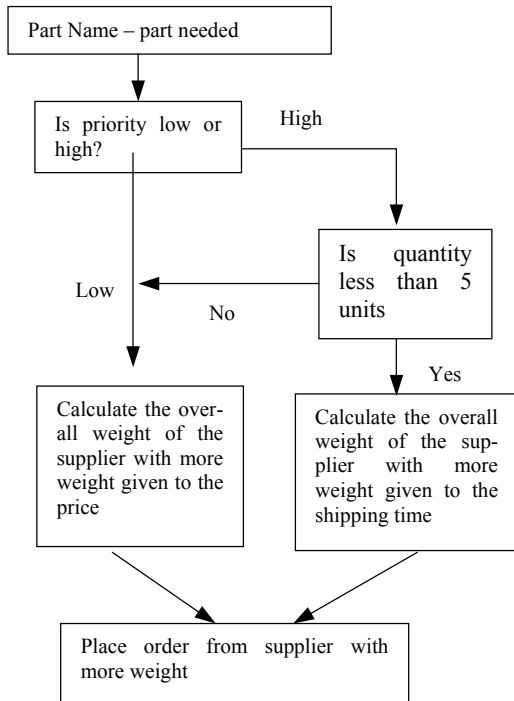 Part Name – part needed
Is priority low or
high?
High
Is quantity
less than 5
units
Low
No
Yes
Calculate the over-
all weight of the
supplier with more
weight given to the
price
Calculate the overall
weight of the sup-
plier with more
weight given to the
shipping time
Place order from supplier with
more weight